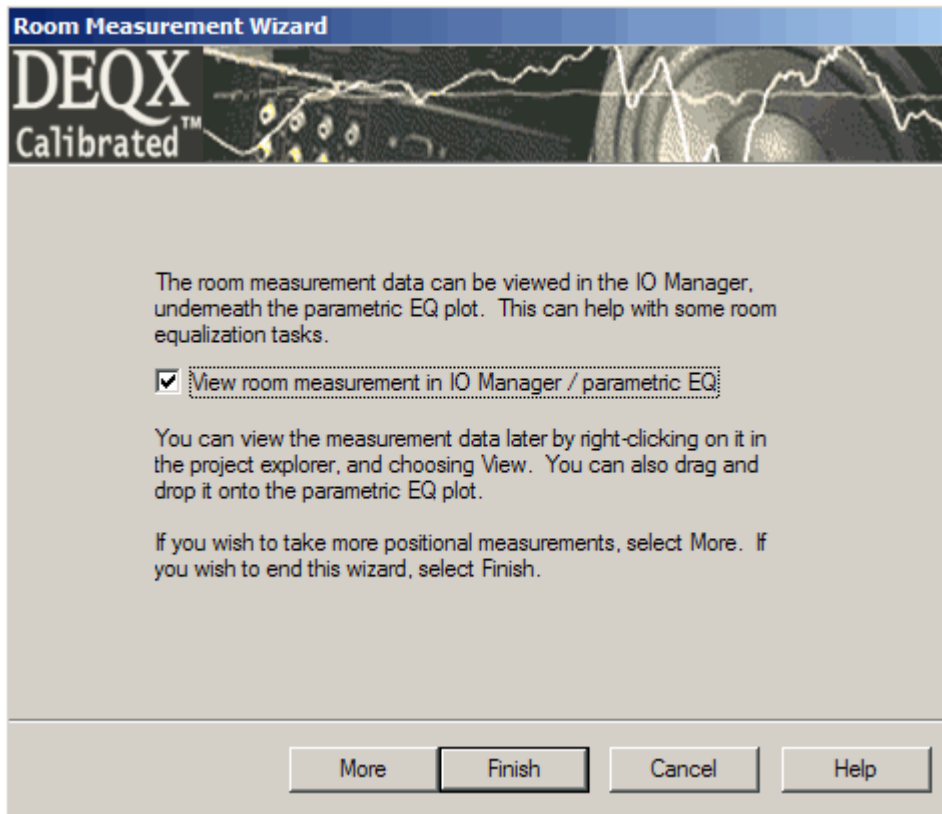 Room Measurement Wizard
DEQX
Calibrated™
The room measurement data can be viewed in the IO Manager,
underneath the parametric EQ plot. This can help with some room
equalization tasks.
View room measurement in IO Manager / parametric EQ
You can view the measurement data later by right-clicking on it in
the project explorer, and choosing View. You can also drag and
drop it onto the parametric EQ plot.
If you wish to take more positional measurements, select More. If
you wish to end this wizard, select Finish.
More Finish Cancel Help